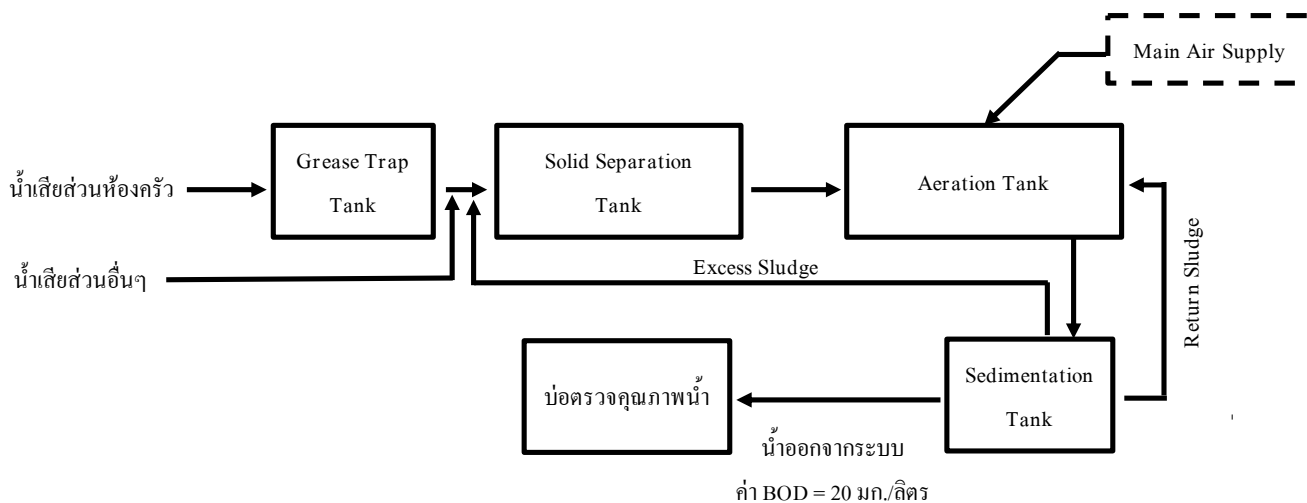 Main Air Supply
Grease Trap
Tank
Solid Separation
Tank
Aeration Tank
น้ำเสียส่วนห้องครัว
น้ำเสียส่วนอื่นๆ
Excess Sludge
Return Sludge
Sedimentation
Tank
บ่อตรวจคุณภาพน้ำ
น้ำออกจากระบบ
ค่า BOD = 20 มก./ลิตร